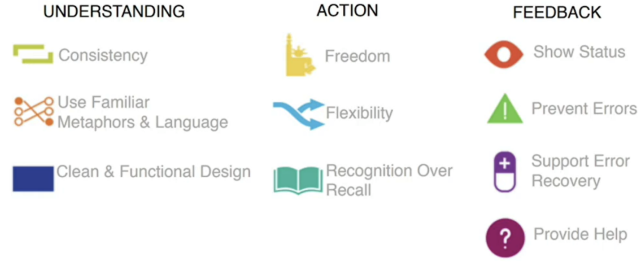 UNDERSTANDING
Consistency
Use Familiar
Metaphors & Language
Clean & Functional Design
ACTION
Freedom
Flexibility
Recognition Over
Recall
FEEDBACK
Show Status
Prevent Errors
Support Error
Recovery
Provide Help